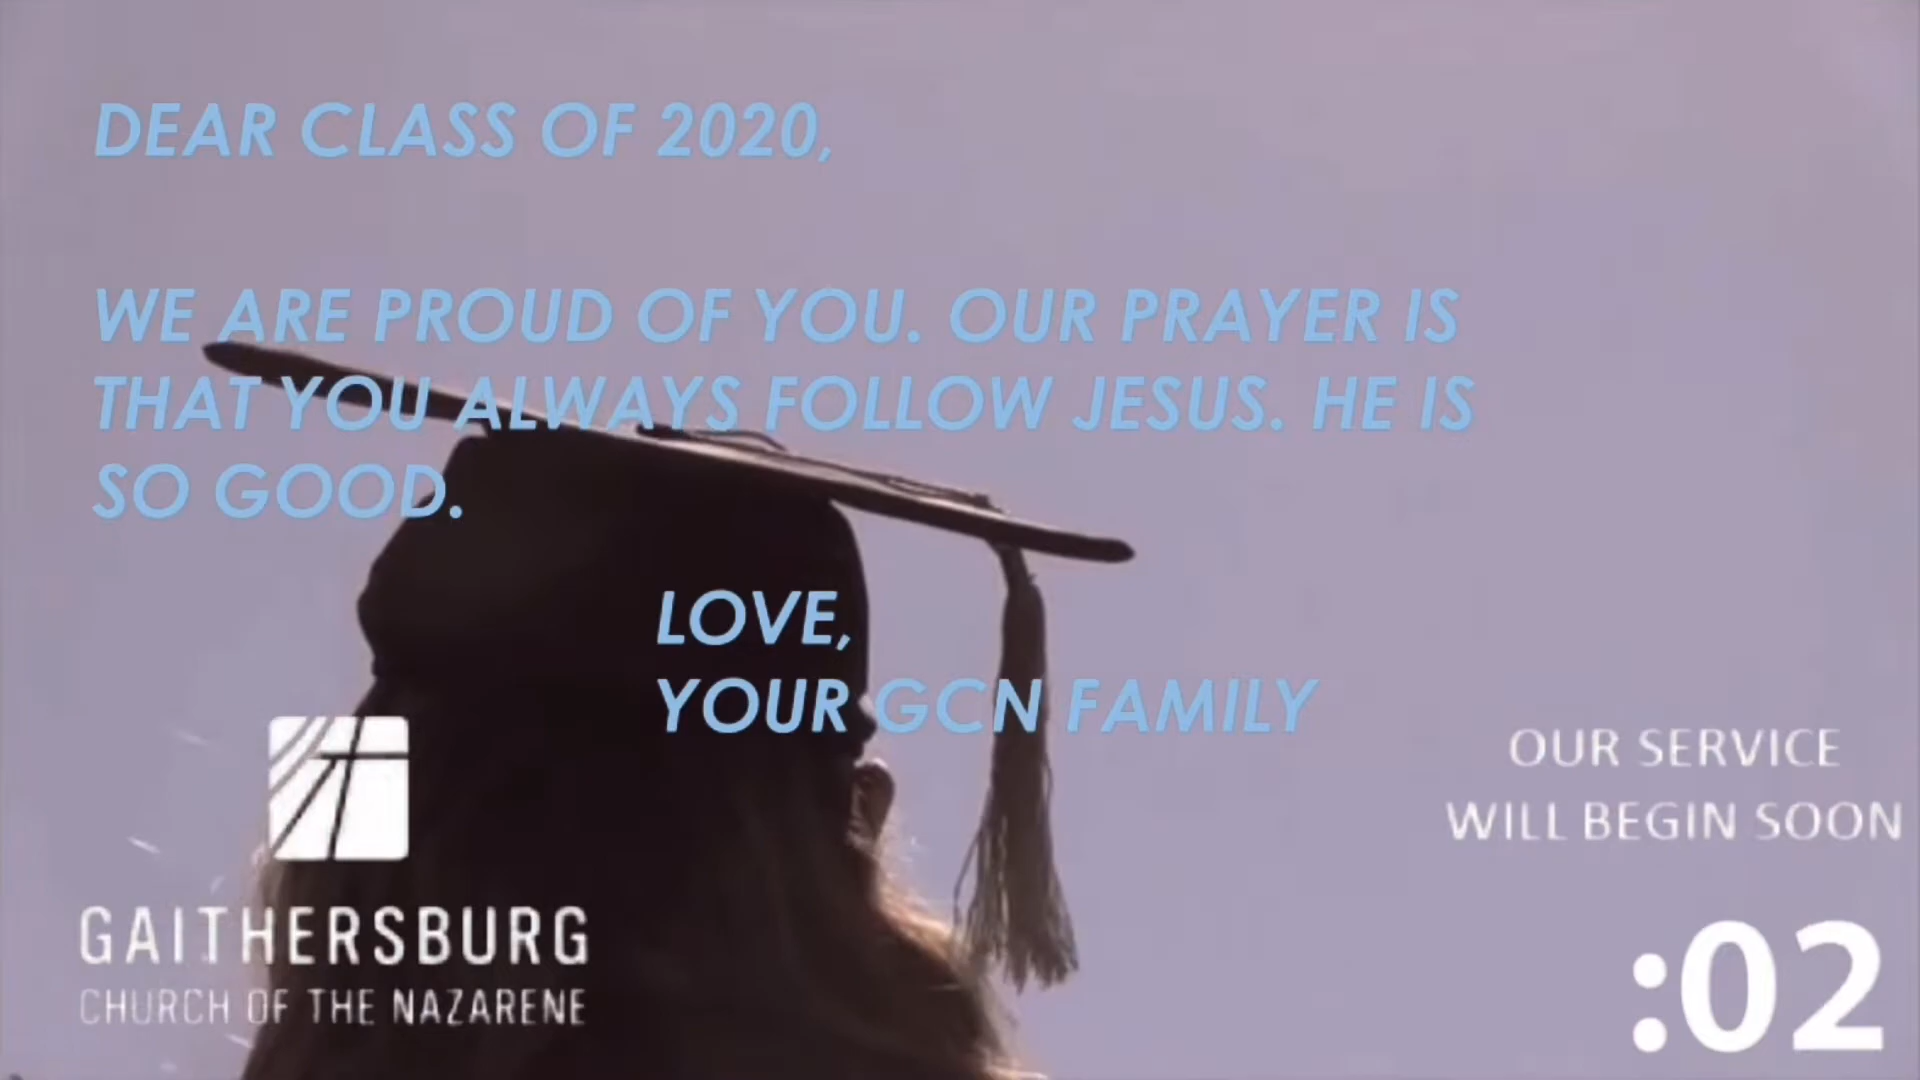 DEAR CLASS OF 2020,
WE ARE PROUD OF YOU. OUR PRAYER IS
THAT YOU ALWAYS FOLLOW JESUS. HE IS
SO GOOD.
LOVE,
YOUR GCN FAMILY
OUR SERVICE
WILL BEGIN SOON
:02
GAITHERSBURG
CHURCH OF THE NAZARENE